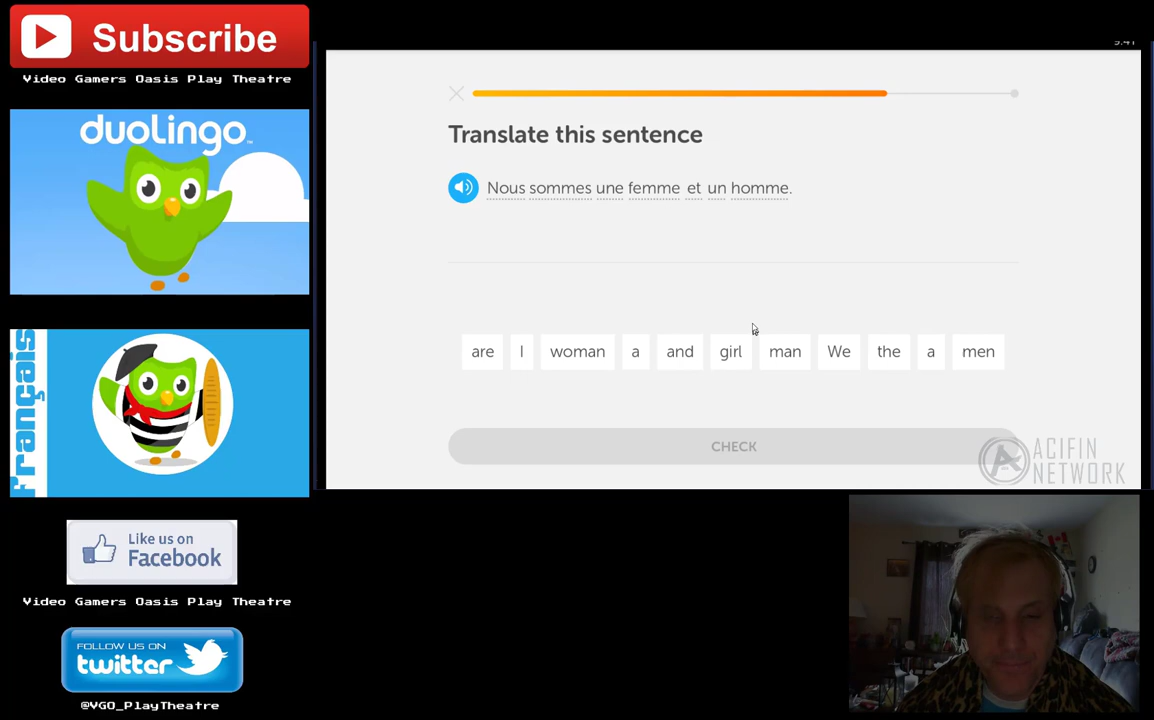 Subscribe
Video Gamers Oasis Play Theatre
duolingo
Français
Like us on
Facebook
Video Gamers Oasis Play Theatre
FOLLOW US ON
twitter
@VGO_PlayTheatre
Translate this sentence
Nous sommes une femme et un homme.
are I woman a and girl man We the a men
CHECK
ACIFIN
NETWORK